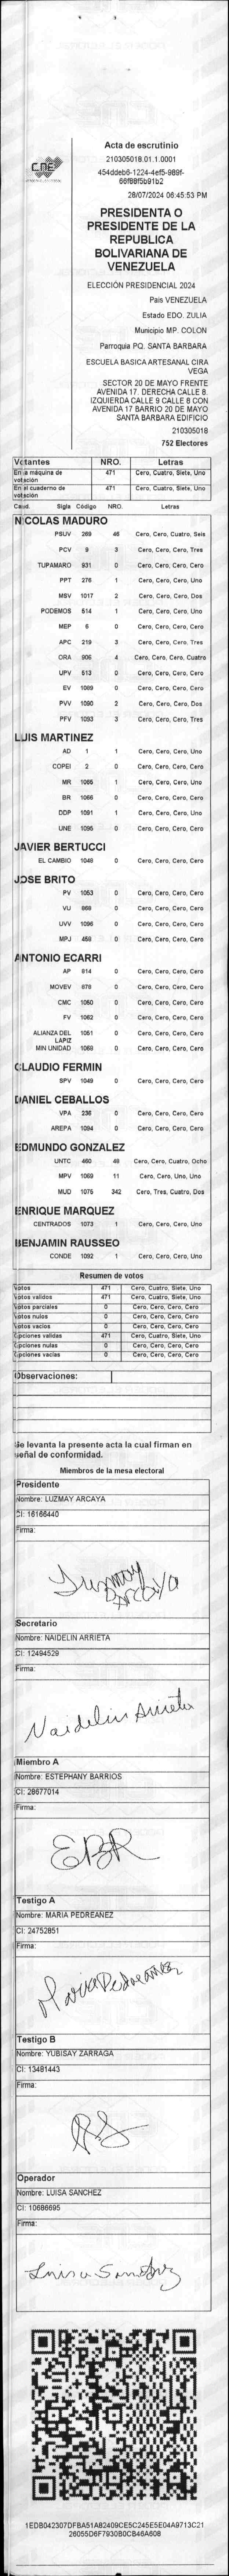 CNE
Acta de escrutinio
210305018.01.1.0001
454ddeb6-1224-4ef5-989f-
66f88f5b91b2
28/07/2024 06:45:53 PM
PRESIDENTA O
PRESIDENTE DE LA
REPUBLICA
BOLIVARIANA DE
VENEZUELA
ELECCIÓN PRESIDENCIAL 2024
País VENEZUELA
Estado EDO. ZULIA
Municipio MP. COLON
Parroquia PQ. SANTA BARBARA
ESCUELA BASICA ARTESANAL CIRA
VEGA
SECTOR 20 DE MAYO FRENTE
AVENIDA 17. DERECHA CALLE 8.
IZQUIERDA CALLE 9 CALLE 8 CON
AVENIDA 17 BARRIO 20 DE MAYO
SANTA BARBARA EDIFICIO
210305018
752 Electores
Votantes NRO. Letras
En la máquina de votación 471 Cero, Cuatro, Siete, Uno
En el cuaderno de votación 471 Cero, Cuatro, Siete, Uno
Cand. Sigla Código NRO. Letras
NICOLAS MADURO
PSUV 269 46 Cero, Cero, Cuatro, Seis
PCV 9 3 Cero, Cero, Cero, Tres
TUPAMARO 931 0 Cero, Cero, Cero, Cero
PPT 276 1 Cero, Cero, Cero, Uno
MSV 1017 2 Cero, Cero, Cero, Dos
PODEMOS 514 1 Cero, Cero, Cero, Uno
MEP 6 0 Cero, Cero, Cero, Cero
APC 219 3 Cero, Cero, Cero, Tres
ORA 906 4 Cero, Cero, Cero, Cuatro
UPV 513 0 Cero, Cero, Cero, Cero
EV 1089 0 Cero, Cero, Cero, Cero
PVV 1090 2 Cero, Cero, Cero, Dos
PFV 1093 3 Cero, Cero, Cero, Tres
LUIS MARTINEZ
AD 1 1 Cero, Cero, Cero, Uno
COPEI 2 0 Cero, Cero, Cero, Cero
MR 1065 1 Cero, Cero, Cero, Uno
BR 1066 0 Cero, Cero, Cero, Cero
DDP 1091 1 Cero, Cero, Cero, Uno
UNE 1095 0 Cero, Cero, Cero, Cero
JAVIER BERTUCCI
EL CAMBIO 1048 0 Cero, Cero, Cero, Cero
JOSE BRITO
PV 1053 0 Cero, Cero, Cero, Cero
VU 868 0 Cero, Cero, Cero, Cero
UVV 1096 0 Cero, Cero, Cero, Cero
MPJ 458 0 Cero, Cero, Cero, Cero
ANTONIO ECARRI
AP 914 0 Cero, Cero, Cero, Cero
MOVEV 878 0 Cero, Cero, Cero, Cero
CMC 1050 0 Cero, Cero, Cero, Cero
FV 1062 0 Cero, Cero, Cero, Cero
ALIANZA DEL LAPIZ 1051 0 Cero, Cero, Cero, Cero
MIN UNIDAD 1058 0 Cero, Cero, Cero, Cero
CLAUDIO FERMIN
SPV 1049 0 Cero, Cero, Cero, Cero
DANIEL CEBALLOS
VPA 236 0 Cero, Cero, Cero, Cero
AREPA 1094 0 Cero, Cero, Cero, Cero
EDMUNDO GONZALEZ
UNTC 460 48 Cero, Cero, Cuatro, Ocho
MPV 1069 11 Cero, Cero, Uno, Uno
MUD 1075 342 Cero, Tres, Cuatro, Dos
ENRIQUE MARQUEZ
CENTRADOS 1073 1 Cero, Cero, Cero, Uno
BENJAMIN RAUSSEO
CONDE 1092 1 Cero, Cero, Cero, Uno
Resumen de votos
Votos 471 Cero, Cuatro, Siete, Uno
Votos validos 471 Cero, Cuatro, Siete, Uno
Votos parciales 0 Cero, Cero, Cero, Cero
Votos nulos 0 Cero, Cero, Cero, Cero
Votos vacios 0 Cero, Cero, Cero, Cero
Opciones validas 471 Cero, Cuatro, Siete, Uno
Opciones nulas 0 Cero, Cero, Cero, Cero
Opciones vacias 0 Cero, Cero, Cero, Cero
Observaciones:
Se levanta la presente acta la cual firman en
señal de conformidad.
Miembros de la mesa electoral
Presidente
Nombre: LUZMAY ARCAYA
CI: 16166440
Firma:
Luzmay Arcaya
Secretario
Nombre: NAIDELIN ARRIETA
CI: 12494529
Firma:
Naidelin Arrieta
Miembro A
Nombre: ESTEPHANY BARRIOS
CI: 28677014
Firma:
EBR
Testigo A
Nombre: MARIA PEDREAÑEZ
CI: 24752851
Firma:
Maria Pedreañez
Testigo B
Nombre: YUBISAY ZARRAGA
CI: 13481443
Firma:
Operador
Nombre: LUISA SANCHEZ
CI: 10686695
Firma:
Luisa Sanchez
1EDB042307DFBA51A82409CE5C245E5E04A9713C21
26055D6F7930B0CB46A608